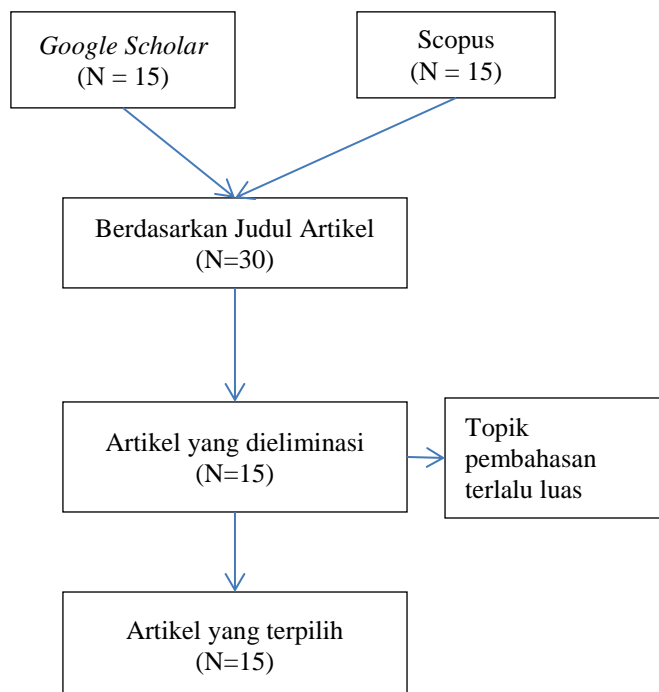 Google Scholar
(N = 15)
Scopus
(N = 15)
Berdasarkan Judul Artikel
(N=30)
Artikel yang dieliminasi
(N=15)
Topik
pembahasan
terlalu luas
Artikel yang terpilih
(N=15)